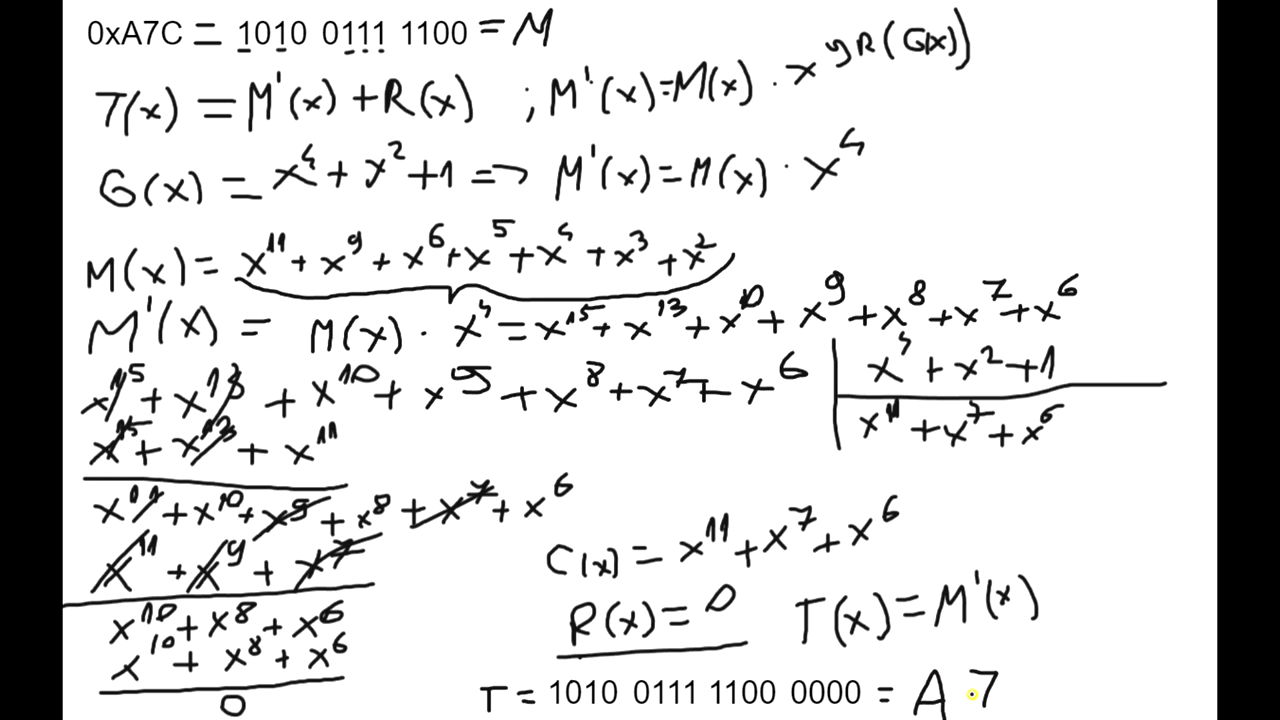 0xA7C = 1010 0111 1100 = M
T(x) = M'(x) + R(x) ; M'(x) = M(x) · x^gR(G(x))
G(x) = x^4 + x^2 + 1 => M'(x) = M(x) · x^4
M(x) = x^11 + x^9 + x^6 + x^5 + x^4 + x^3 + x^2
M'(x) = M(x) · x^4 = x^15 + x^13 + x^10 + x^9 + x^8 + x^7 + x^6
x^15 + x^13 + x^10 + x^9 + x^8 + x^7 + x^6 | x^4 + x^2 + 1
x^15 + x^13 + x^11 | x^11 + x^7 + x^6
x^11 + x^10 + x^9 + x^8 + x^7 + x^6
x^11 + x^9 + x^7
x^10 + x^8 + x^6
x^10 + x^8 + x^6
0
C(x) = x^11 + x^7 + x^6
R(x) = 0 T(x) = M'(x)
T = 1010 0111 1100 0000 = A7